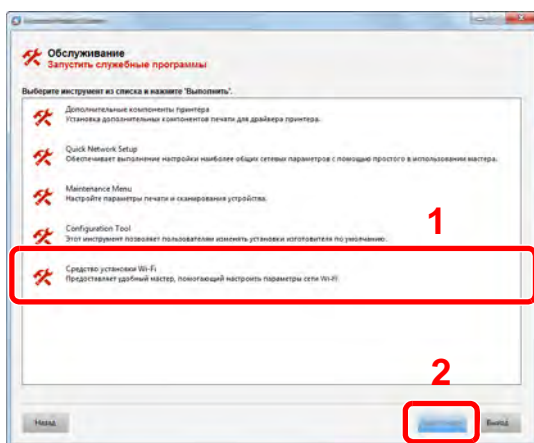 Обслуживание
Запустить служебные программы
Выберите инструмент из списка и нажмите 'Выполнить'.
Дополнительные компоненты принтера
Установка дополнительных компонентов печати для драйвера принтера.
Quick Network Setup
Обеспечивает выполнение настройки наиболее общих сетевых параметров с помощью простого в использовании мастера.
Maintenance Menu
Настройте параметры печати и сканирования устройства.
1
Configuration Tool
Этот инструмент позволяет пользователям изменять установки изготовителя по умолчанию.
Средство установки Wi-Fi
Предоставляет удобный мастер, помогающий настроить параметры сети Wi-Fi.
2
Назад
Выход